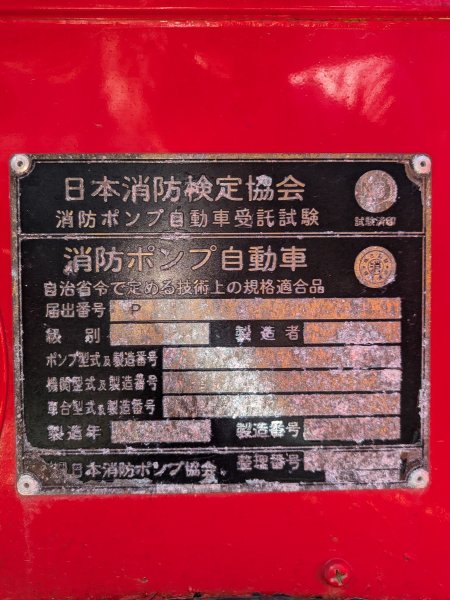 日本消防検定協会
消防ポンプ自動車受託試験
試験済印
消防ポンプ自動車
自治省令で定める技術上の規格適合品
届出番号 P
級別 製造者
ポンプ型式及製造番号
機関型式及製造番号
車台型式及製造番号
製造年 製造番号
日本消防ポンプ協会 整理番号